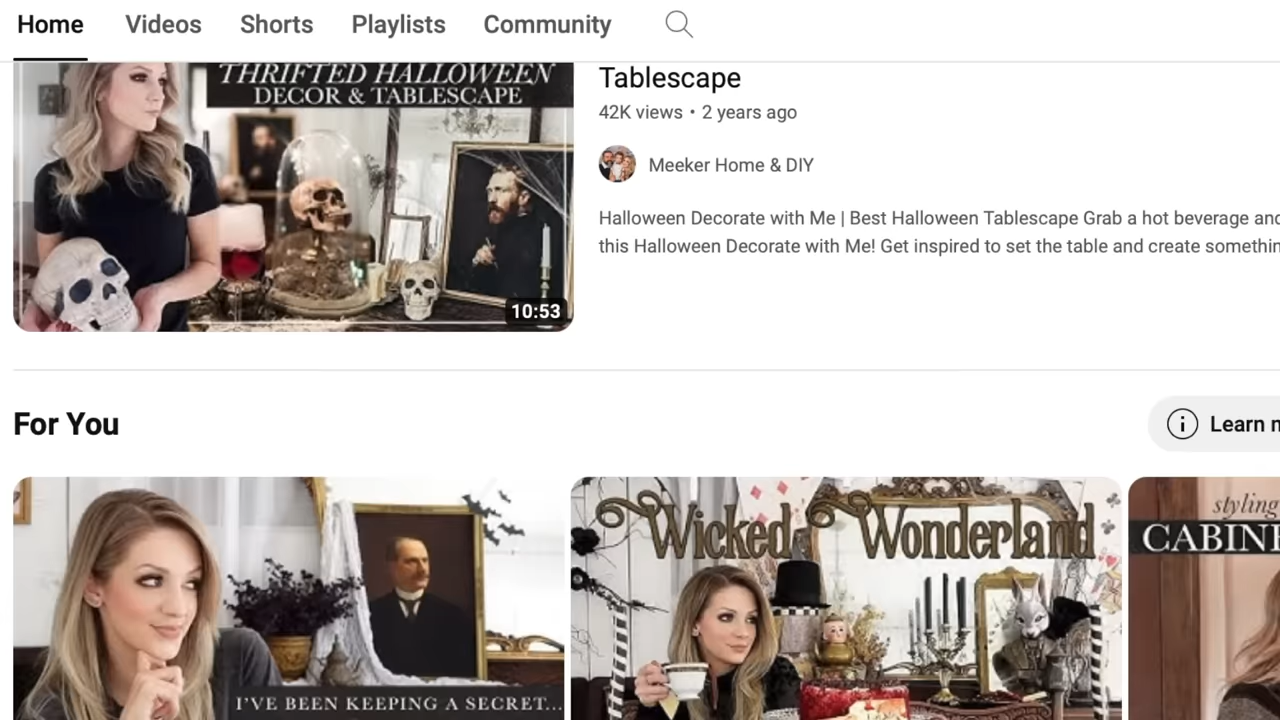 Home Videos Shorts Playlists Community
THRIFTED HALLOWEEN
DECOR & TABLESCAPE
10:53
Tablescape
42K views • 2 years ago
Meeker Home & DIY
Halloween Decorate with Me | Best Halloween Tablescape Grab a hot beverage and
this Halloween Decorate with Me! Get inspired to set the table and create somethin
For You
Learn
I'VE BEEN KEEPING A SECRET...
Wicked Wonderland
styling
CABINE